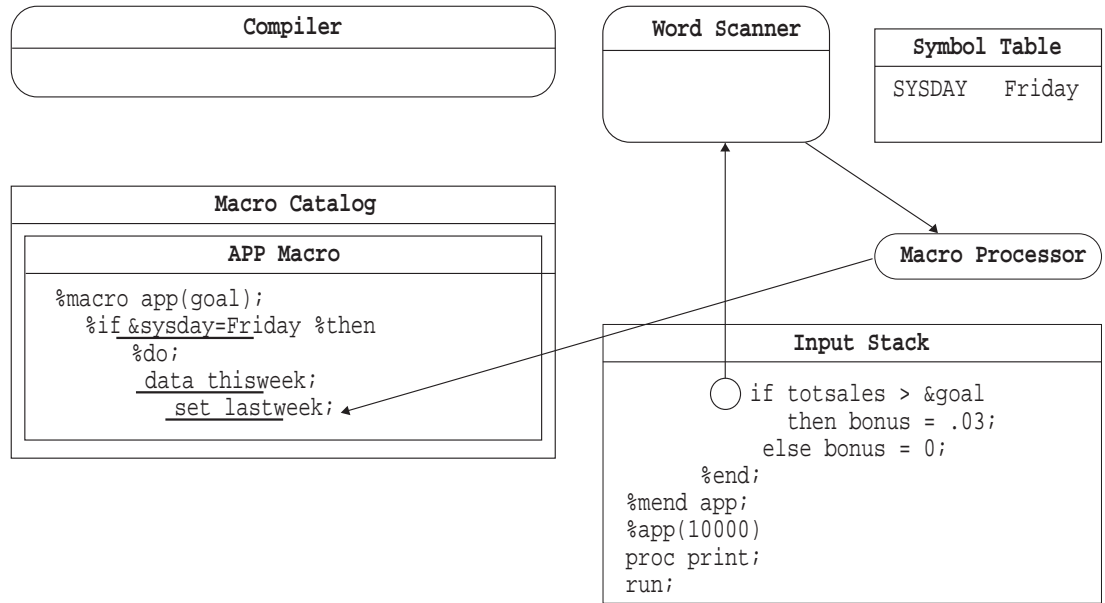 Compiler
Word Scanner
Symbol Table
SYSDAY Friday
Macro Catalog
APP Macro
%macro app(goal);
%if &sysday=Friday %then
%do;
data thisweek;
set lastweek;
Macro Processor
Input Stack
if totsales > &goal
then bonus = .03;
else bonus = 0;
%end;
%mend app;
%app(10000)
proc print;
run;